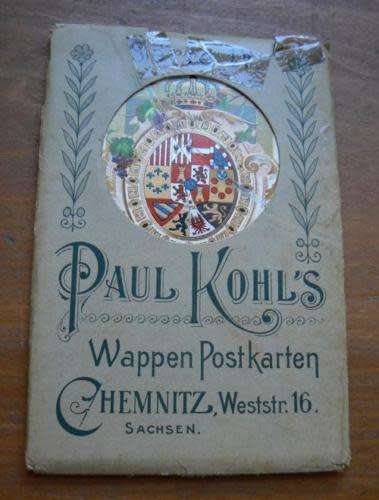 PAUL KOHL'S
Wappen Postkarten
CHEMNITZ, Weststr. 16.
SACHSEN.